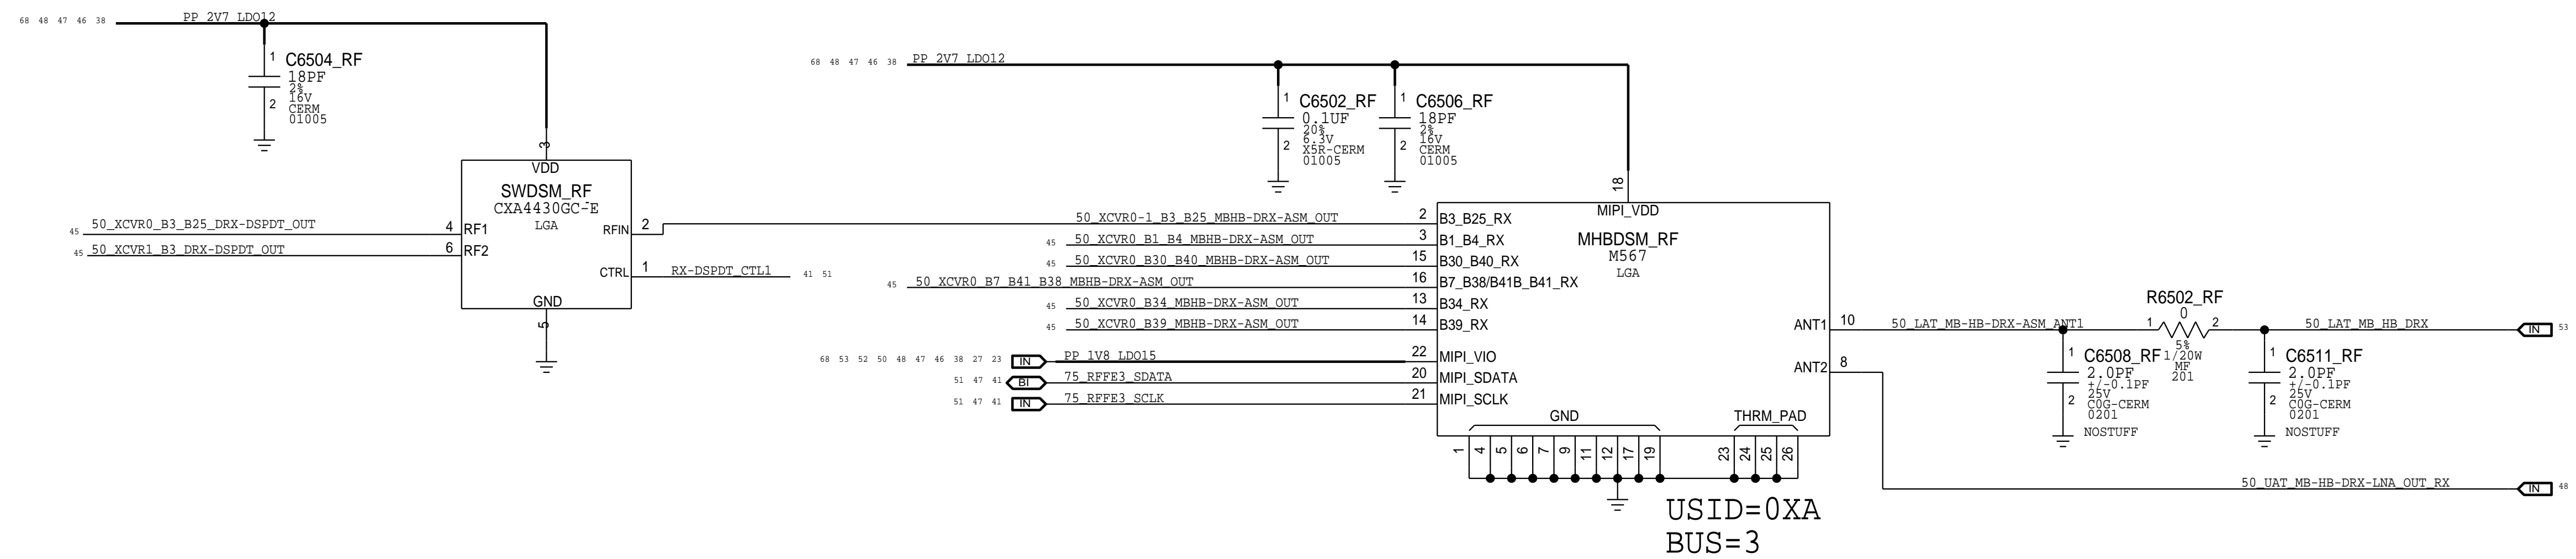 68 48 47 46 38 PP_2V7_LDO12
1 C6504_RF
18PF
2%
16V
2 CERM
01005
3
VDD
SWDSM_RF
CXA4430GC-E
LGA
45 50_XCVR0_B3_B25_DRX-DSPDT_OUT 4 RF1
45 50_XCVR1_B3_DRX-DSPDT_OUT 6 RF2
RFIN 2
CTRL 1 RX-DSPDT_CTL1 41 51
GND
5
68 48 47 46 38 PP_2V7_LDO12
1 C6502_RF
0.1UF
20%
6.3V
2 X5R-CERM
01005
1 C6506_RF
18PF
2%
16V
2 CERM
01005
18
MIPI_VDD
MHBDSM_RF
M567
LGA
50_XCVR0-1_B3_B25_MBHB-DRX-ASM_OUT 2 B3_B25_RX
45 50_XCVR0_B1_B4_MBHB-DRX-ASM_OUT 3 B1_B4_RX
45 50_XCVR0_B30_B40_MBHB-DRX-ASM_OUT 15 B30_B40_RX
45 50_XCVR0_B7_B41_B38_MBHB-DRX-ASM_OUT 16 B7_B38/B41B_B41_RX
45 50_XCVR0_B34_MBHB-DRX-ASM_OUT 13 B34_RX
45 50_XCVR0_B39_MBHB-DRX-ASM_OUT 14 B39_RX
68 53 52 50 48 47 46 38 27 23 IN PP_1V8_LDO15 22 MIPI_VIO
51 47 41 BI 75_RFFE3_SDATA 20 MIPI_SDATA
51 47 41 IN 75_RFFE3_SCLK 21 MIPI_SCLK
GND THRM_PAD
1 4 5 6 7 9 11 12 17 19 23 24 25 26
USID=0XA
BUS=3
ANT1 10 50_LAT_MB-HB-DRX-ASM_ANT1
ANT2 8
R6502_RF
0
1 2
5%
1/20W
MF
201
50_LAT_MB_HB_DRX IN 53
1 C6508_RF
2.0PF
+/-0.1PF
25V
2 C0G-CERM
0201
NOSTUFF
1 C6511_RF
2.0PF
+/-0.1PF
25V
2 C0G-CERM
0201
NOSTUFF
50_UAT_MB-HB-DRX-LNA_OUT_RX IN 48